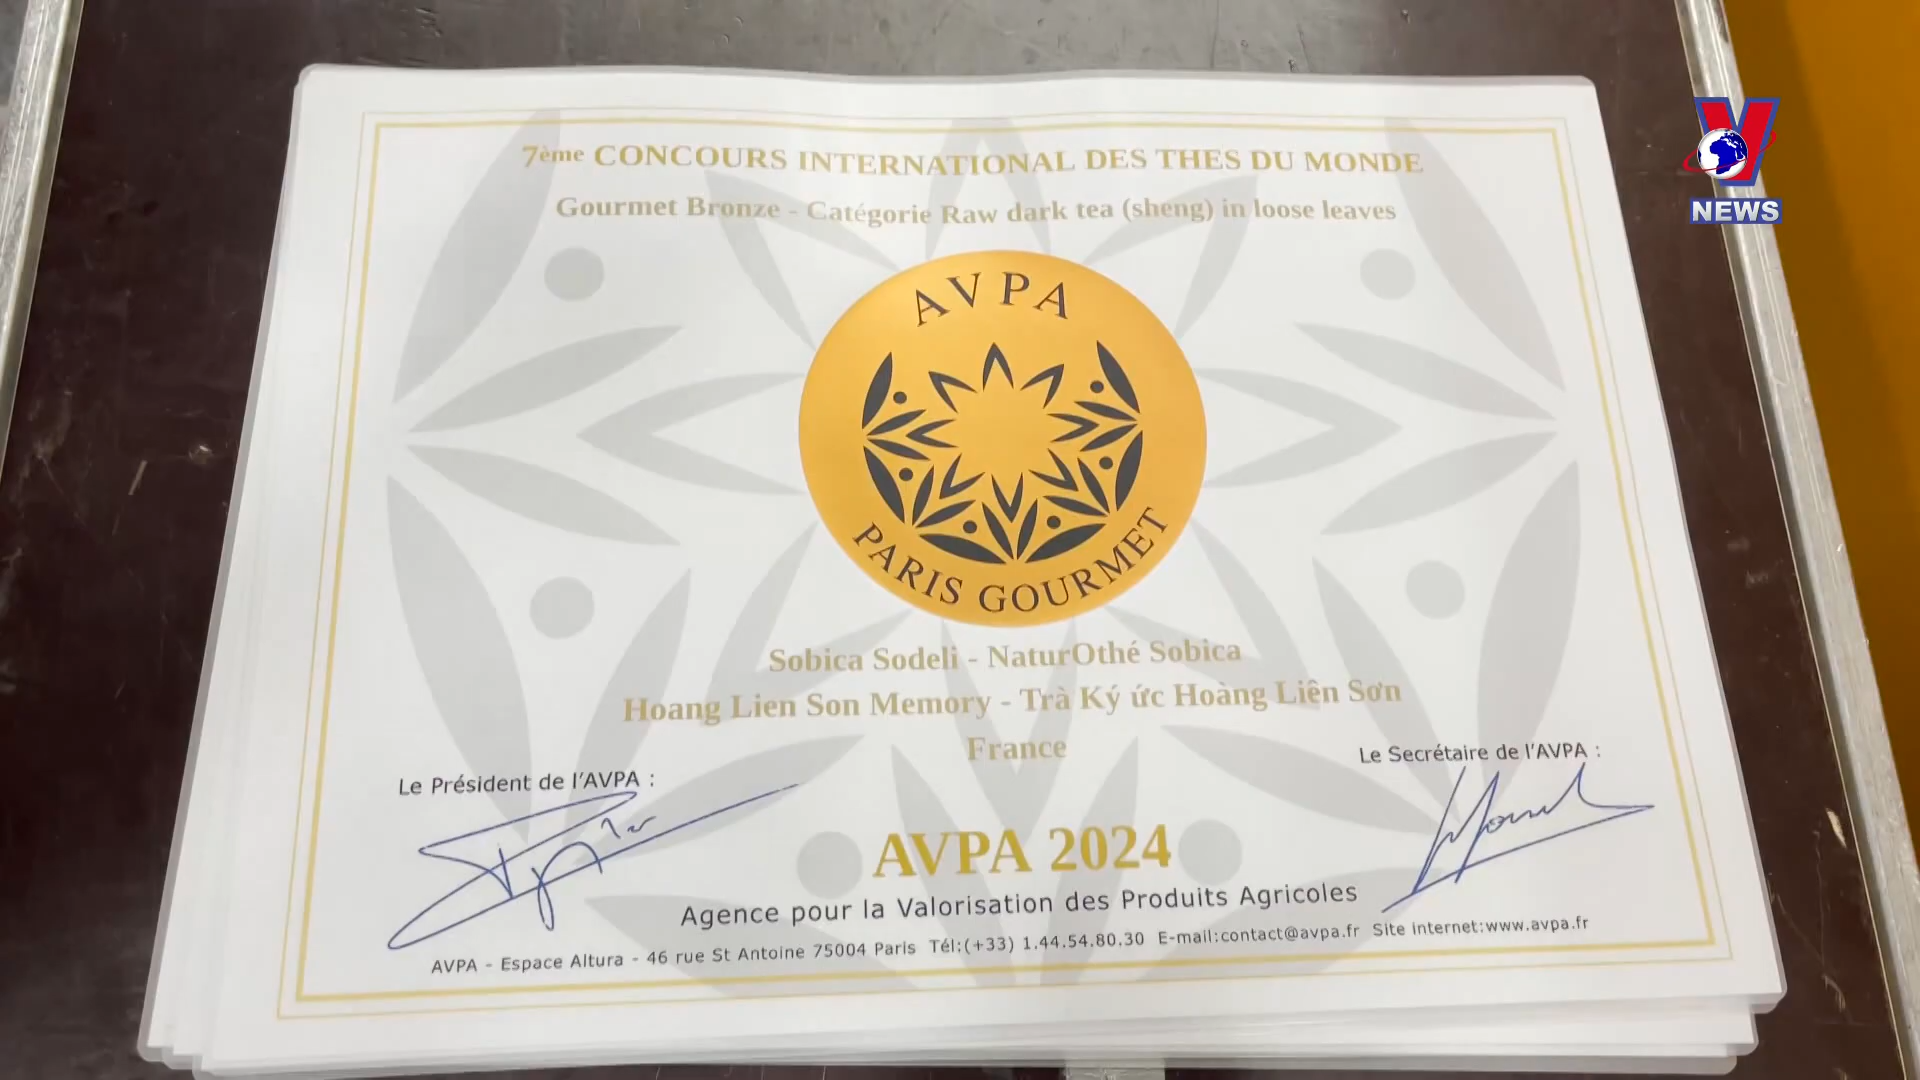 7ème CONCOURS INTERNATIONAL DES THES DU MONDE
Gourmet Bronze - Catégorie Raw dark tea (sheng) in loose leaves
V
NEWS
AVPA
PARIS GOURMET
Sobica Sodeli - NaturOthé Sobica
Hoang Lien Son Memory - Trà Ký ức Hoàng Liên Sơn
France
Le Président de l'AVPA :
Le Secrétaire de l'AVPA :
AVPA 2024
Agence pour la Valorisation des Produits Agricoles
AVPA - Espace Altura - 46 rue St Antoine 75004 Paris Tél:(+33) 1.44.54.80.30 E-mail:contact@avpa.fr Site internet:www.avpa.fr